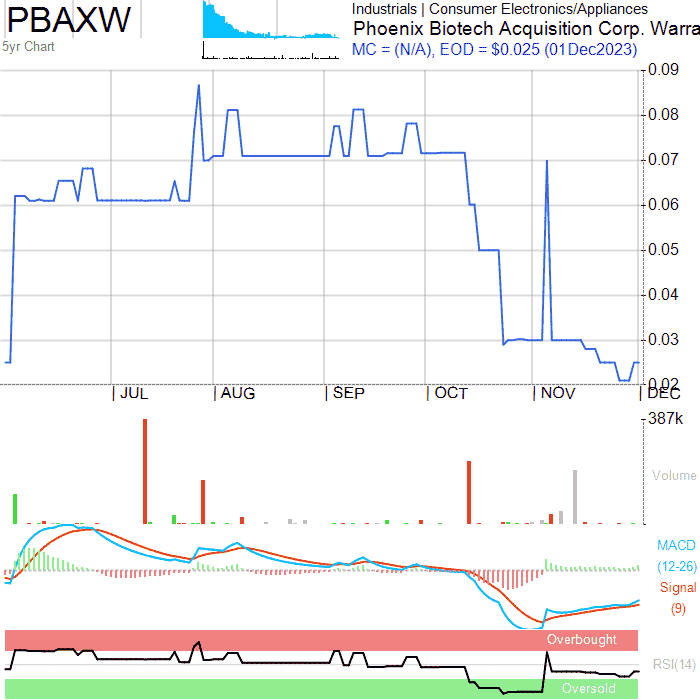 PBAXW
5yr Chart
Industrials | Consumer Electronics/Appliances
Phoenix Biotech Acquisition Corp. Warra
MC = (N/A), EOD = $0.025 (01Dec2023)
0.09
0.08
0.07
0.06
0.05
0.04
0.03
0.02
| JUL | AUG | SEP | OCT | NOV | DEC
387k
Volume
MACD
(12-26)
Signal
(9)
Overbought
RSI(14)
Oversold